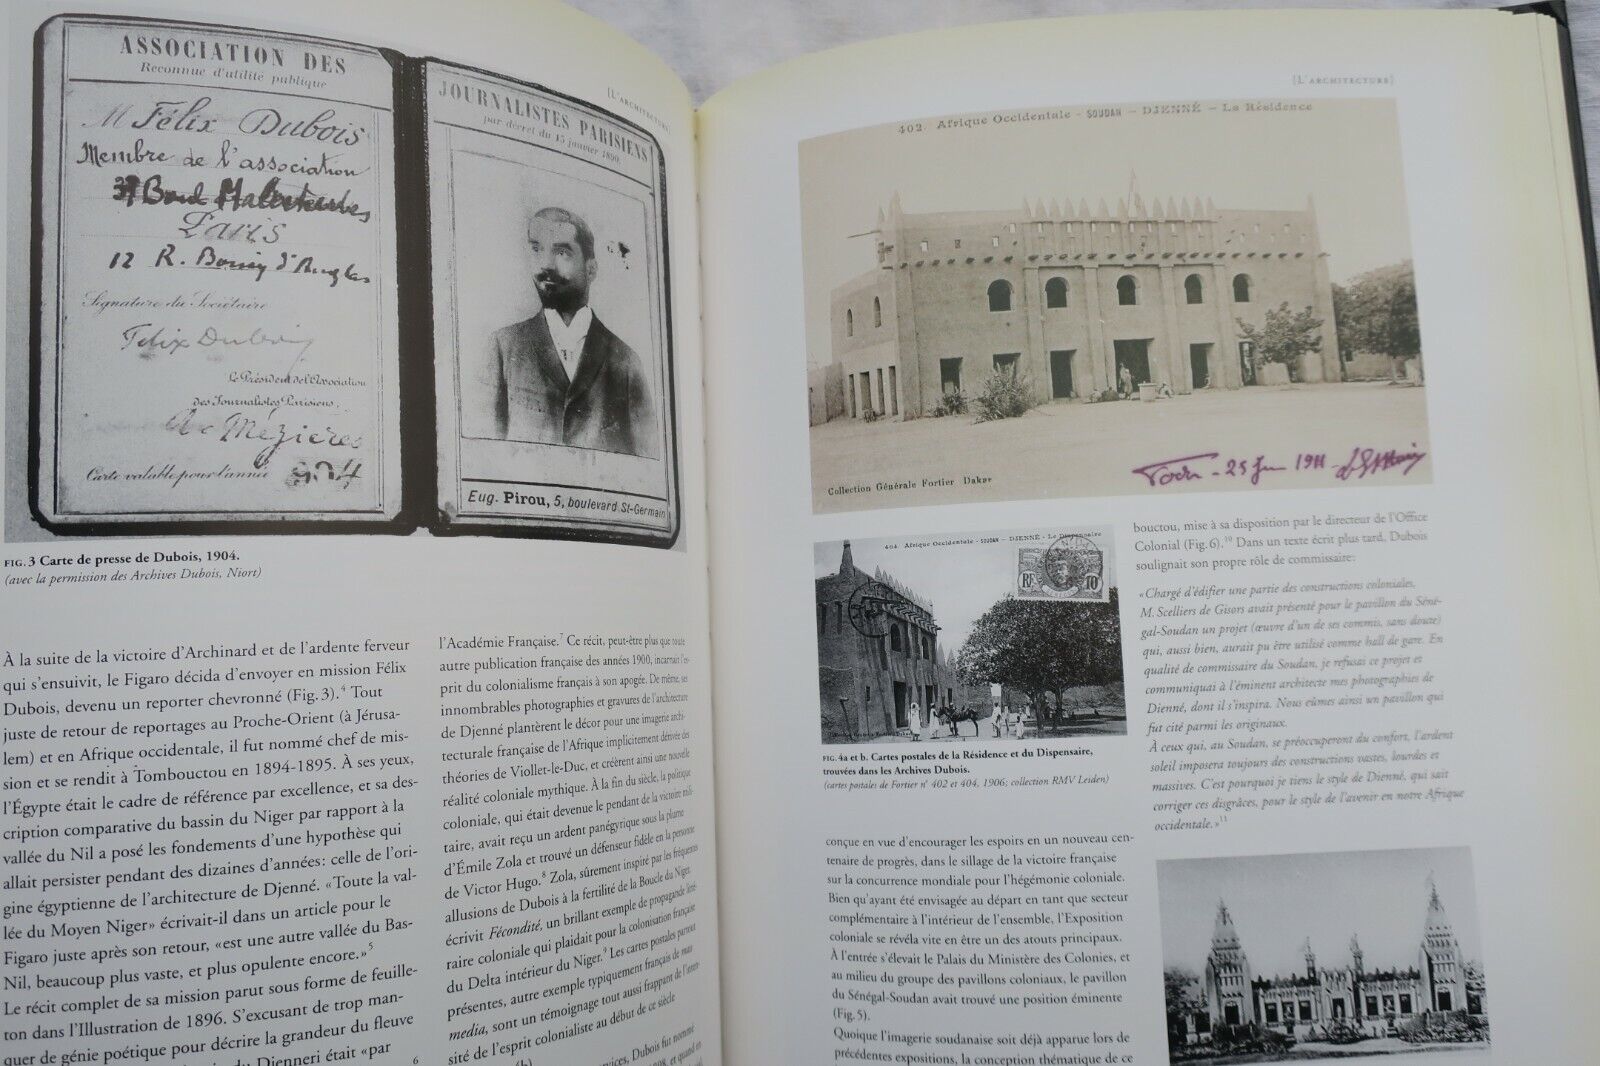 ASSOCIATION DES
Reconnue d'utilité publique
M Félix Dubois
Membre de l'association
Paris
12 R.
Signature du Sociétaire
Felix Dubois
Le Président de l'Association
des Journalistes Parisiens,
Mézières
Carte valable pour l'année
JOURNALISTES PARISIENS
par décret du 15 janvier 1890.
Eug. Pirou, 5, boulevard St-Germain
[L'ARCHITECTURE]
FIG. 3 Carte de presse de Dubois, 1904.
(avec la permission des Archives Dubois, Niort)
À la suite de la victoire d'Archinard et de l'ardente ferveur
qui s'ensuivit, le Figaro décida d'envoyer en mission Félix
Dubois, devenu un reporter chevronné (Fig. 3).4 Tout
juste de retour de reportages au Proche-Orient (à Jérusa-
lem) et en Afrique occidentale, il fut nommé chef de mis-
sion et se rendit à Tombouctou en 1894-1895. À ses yeux,
l'Égypte était le cadre de référence par excellence, et sa des-
cription comparative du bassin du Niger par rapport à la
vallée du Nil a posé les fondements d'une hypothèse qui
allait persister pendant des dizaines d'années: celle de l'ori-
gine égyptienne de l'architecture de Djenné. «Toute la val-
lée du Moyen Niger» écrivait-il dans un article pour le
Figaro juste après son retour, «est une autre vallée du Bas-
Nil, beaucoup plus vaste, et plus opulente encore.»5
Le récit complet de sa mission parut sous forme de feuille-
ton dans l'Illustration de 1896. S'excusant de trop man-
quer de génie poétique pour décrire la grandeur du fleuve
du Djenneri était «par 6
l'Académie Française.7 Ce récit, peut-être plus que toute
autre publication française des années 1900, incarnait l'es-
prit du colonialisme français à son apogée. De même, ses
innombrables photographies et gravures de l'architecture
de Djenné plantèrent le décor pour une imagerie archi-
tecturale française de l'Afrique implicitement dérivée des
théories de Viollet-le-Duc, et créèrent ainsi une nouvelle
réalité coloniale mythique. À la fin du siècle, la politique
coloniale, qui était devenue le pendant de la victoire mili-
taire, avait reçu un ardent panégyrique sous la plume
d'Émile Zola et trouvé un défenseur fidèle en la personne
de Victor Hugo.8 Zola, sûrement inspiré par les fréquentes
allusions de Dubois à la fertilité de la Boucle du Niger,
écrivit Fécondité, un brillant exemple de propagande litté-
raire coloniale qui plaidait pour la colonisation française
du Delta intérieur du Niger.9 Les cartes postales partout
présentes, autre exemple typiquement français de mass
media, sont un témoignage tout aussi frappant de l'inten-
sité de l'esprit colonialiste au début de ce siècle
services, Dubois fut nommé
[L'ARCHITECTURE]
402. Afrique Occidentale - SOUDAN - DJENNÉ - La Résidence
Collection Générale Fortier Dakar
25 1911
404. Afrique Occidentale - SOUDAN - DJENNÉ - Le Dispensaire
RF 10
FIG. 4a et b. Cartes postales de la Résidence et du Dispensaire,
trouvées dans les Archives Dubois.
(cartes postales de Fortier n° 402 et 404, 1906; collection RMV Leiden)
conçue en vue d'encourager les espoirs en un nouveau cen-
tenaire de progrès, dans le sillage de la victoire française
sur la concurrence mondiale pour l'hégémonie coloniale.
Bien qu'ayant été envisagée au départ en tant que secteur
complémentaire à l'intérieur de l'ensemble, l'Exposition
coloniale se révéla vite en être un des atouts principaux.
À l'entrée s'élevait le Palais du Ministère des Colonies, et
au milieu du groupe des pavillons coloniaux, le pavillon
du Sénégal-Soudan avait trouvé une position éminente
(Fig. 5).
Quoique l'imagerie soudanaise soit déjà apparue lors de
précédentes expositions, la conception thématique de ce
bouctou, mise à sa disposition par le directeur de l'Office
Colonial (Fig. 6).10 Dans un texte écrit plus tard, Dubois
soulignait son propre rôle de commissaire:
«Chargé d'édifier une partie des constructions coloniales,
M. Scelliers de Gisors avait présenté pour le pavillon du Séné-
gal-Soudan un projet (œuvre d'un de ses commis, sans doute)
qui, aussi bien, aurait pu être utilisé comme hall de gare. En
qualité de commissaire du Soudan, je refusai ce projet et
communiquai à l'éminent architecte mes photographies de
Dienné, dont il s'inspira. Nous eûmes ainsi un pavillon qui
fut cité parmi les originaux.
À ceux qui, au Soudan, se préoccuperont du confort, l'ardent
soleil imposera toujours des constructions vastes, lourdes et
massives. C'est pourquoi je tiens le style de Dienné, qui sait
corriger ces disgrâces, pour le style de l'avenir en notre Afrique
occidentale.»11